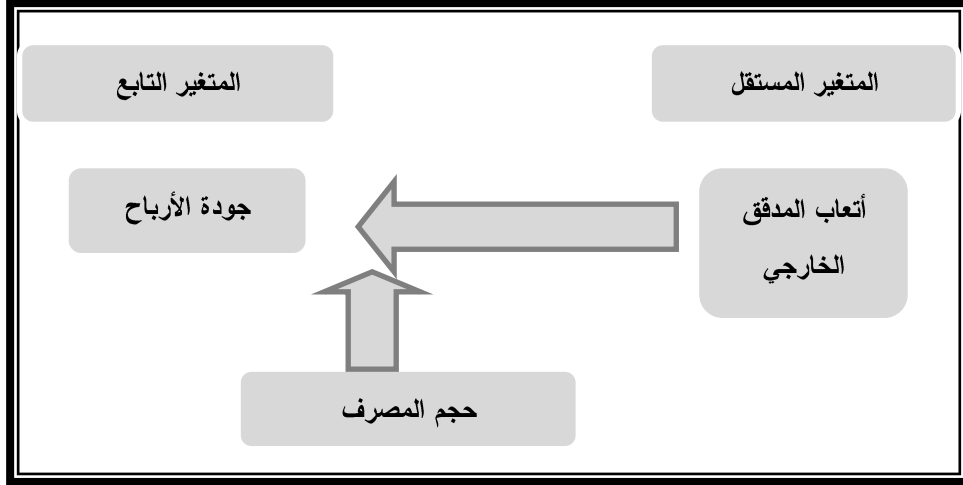 المتغير المستقل
المتغير التابع
أتعاب المدقق
الخارجي
جودة الأرباح
حجم المصرف